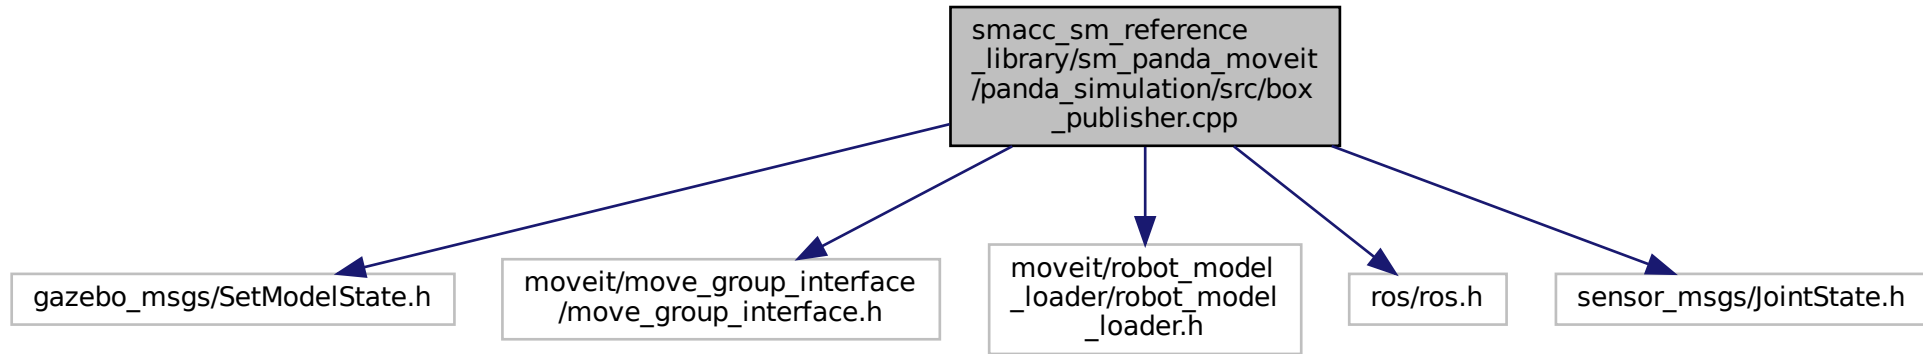 smacc_sm_reference
_library/sm_panda_moveit
/panda_simulation/src/box
_publisher.cpp
gazebo_msgs/SetModelState.h
moveit/move_group_interface
/move_group_interface.h
moveit/robot_model
_loader/robot_model
_loader.h
ros/ros.h
sensor_msgs/JointState.h